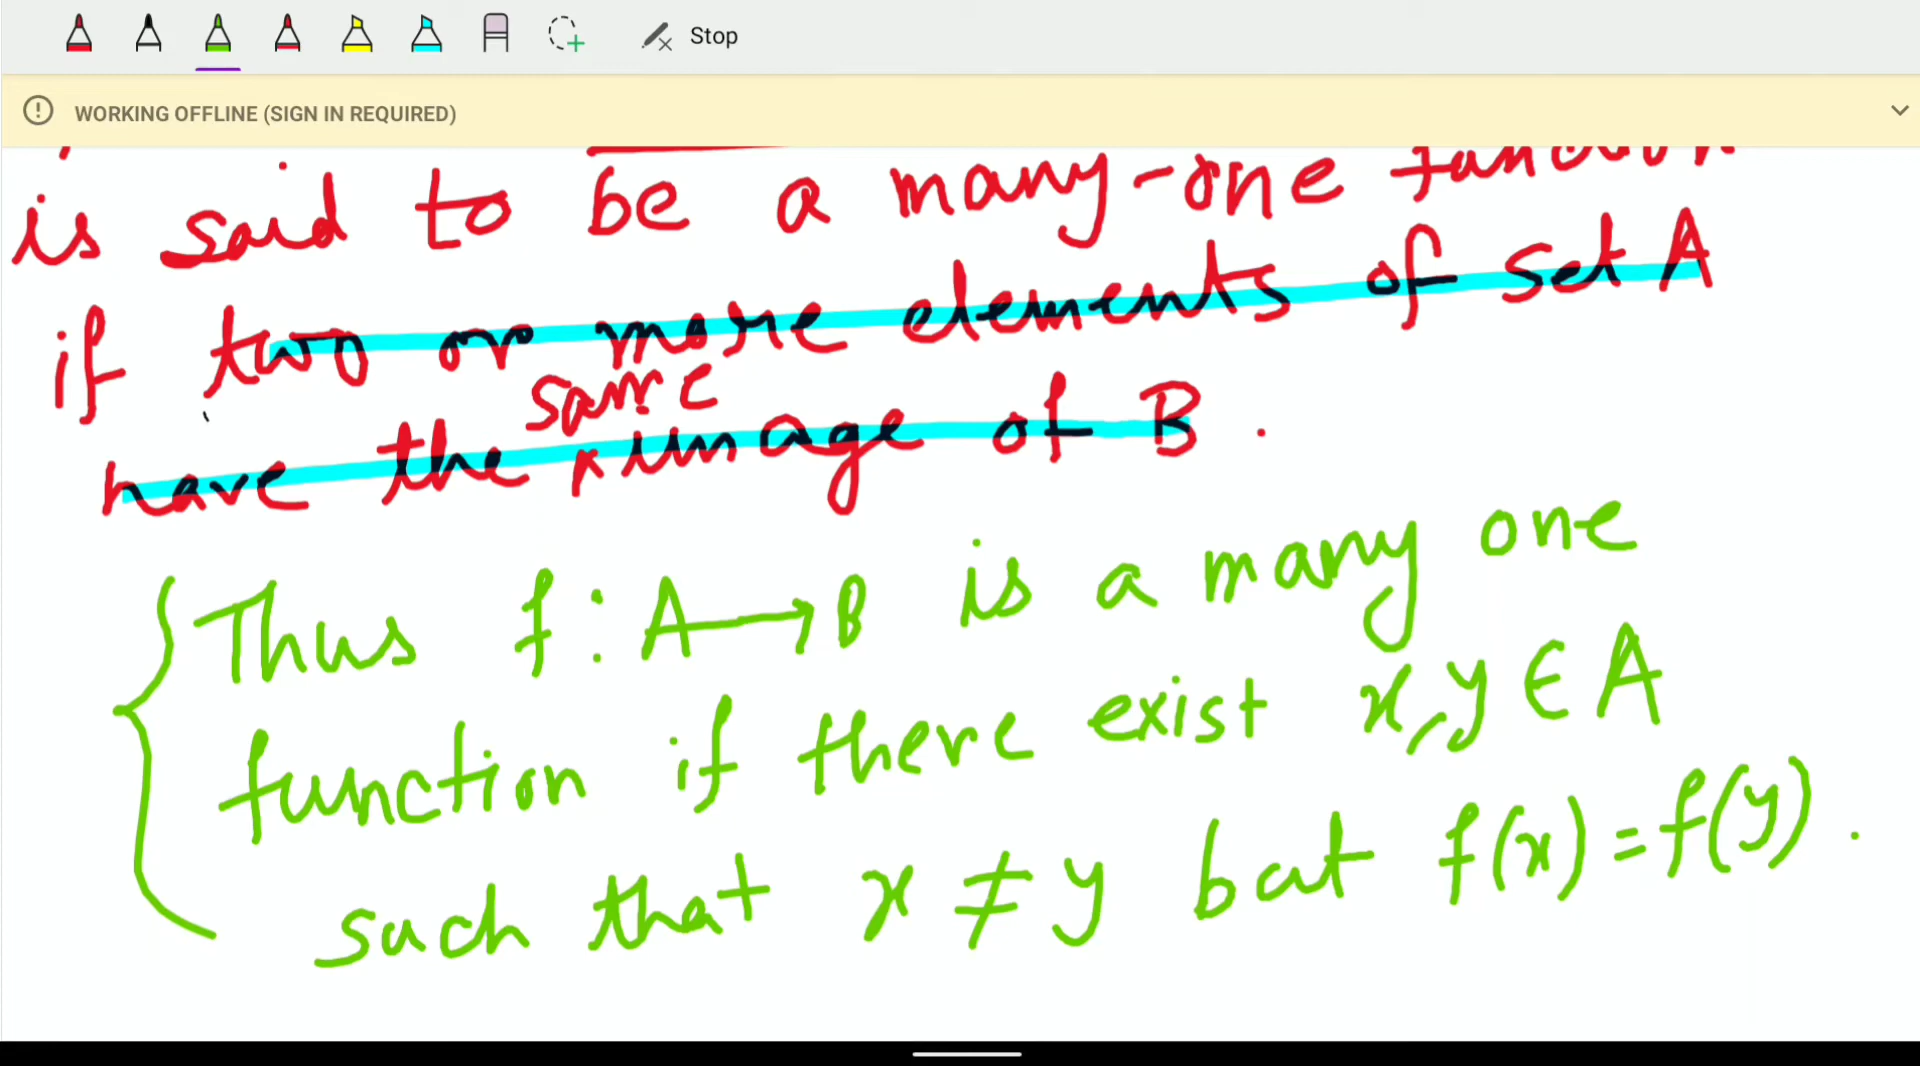 Stop
WORKING OFFLINE (SIGN IN REQUIRED)
is said to be a many-one function
if two or more elements of set A
same
have the x image of B.
Thus f : A → B is a many one
function if there exist x, y ∈ A
such that x ≠ y but f(x) = f(y).